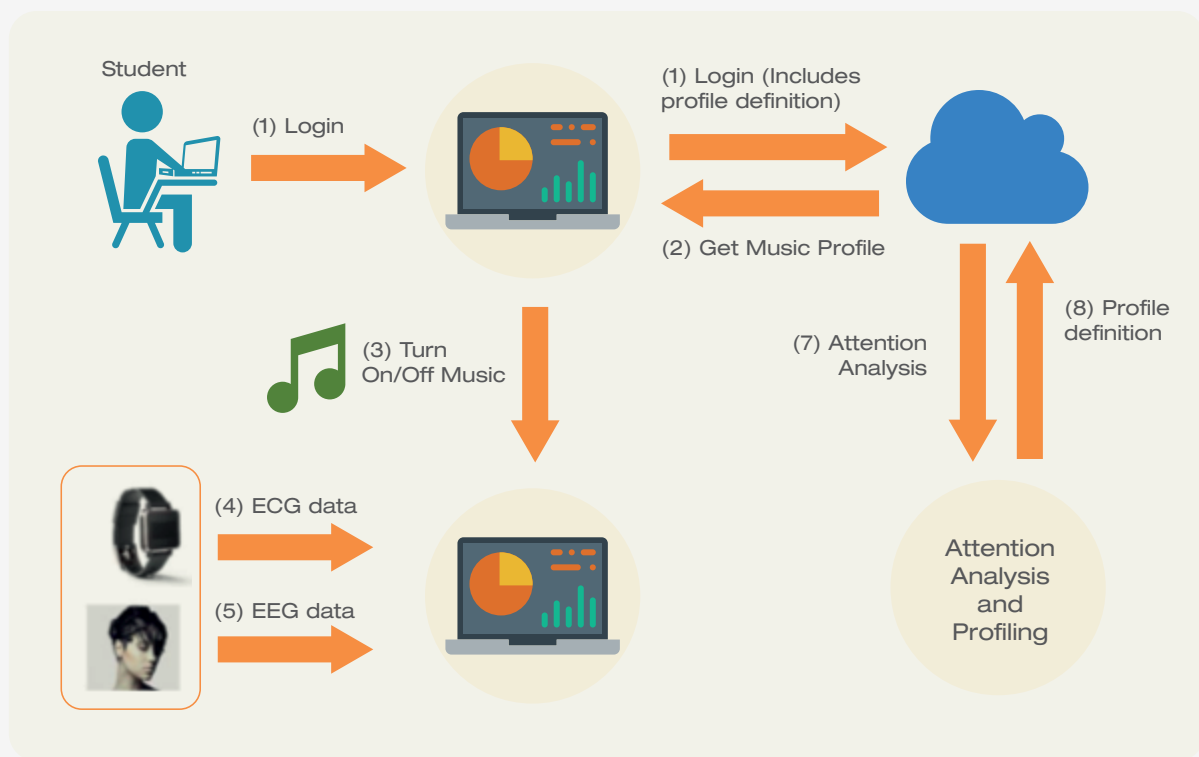 Student
(1) Login
(1) Login (Includes
profile definition)
(2) Get Music Profile
(3) Turn
On/Off Music
(7) Attention
Analysis
(8) Profile
definition
(4) ECG data
(5) EEG data
Attention
Analysis
and
Profiling